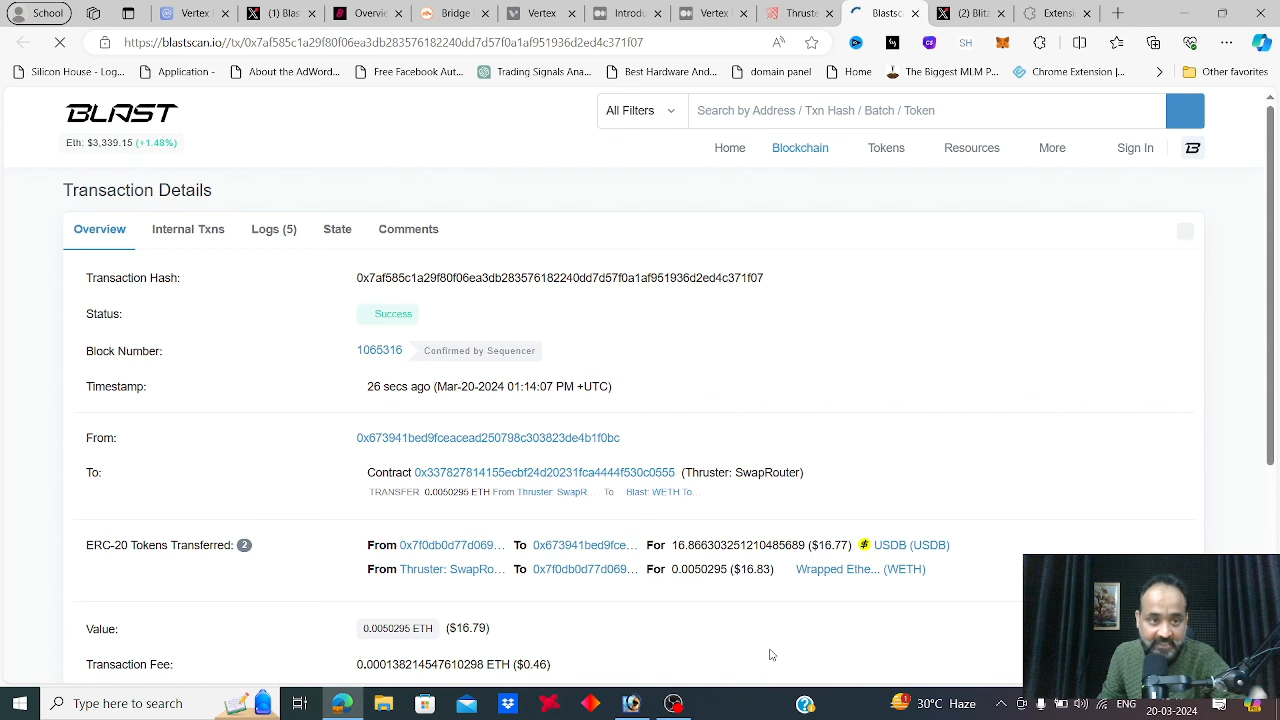 School
Vertex I
(1) Blas
Power
Bridge
Vertex
Introdu
Vertex
Thruste
Blastsc
(2) Blitz
Extensi
https://blastscan.io/tx/0x7af585c1a29f80f06ea3db283576182240dd7d57f0a1af951936d2ed4c371f07
Silicon House - Log...
Application -
About the AdWor...
Free Facebook Aut...
Trading Signals Ana...
Best Hardware And...
domain panel
Home
The Biggest MLM P...
Chrome Extension |...
Other favorites
BLAST
All Filters
Search by Address / Txn Hash / Batch / Token
Eth: $3,339.15 (+1.48%)
Home Blockchain Tokens Resources More Sign In
Transaction Details
Overview Internal Txns Logs (5) State Comments
Transaction Hash: 0x7af585c1a29f80f06ea3db283576182240dd7d57f0a1af951936d2ed4c371f07
Status: Success
Block Number: 1065316 Confirmed by Sequencer
Timestamp: 26 secs ago (Mar-20-2024 01:14:07 PM +UTC)
From: 0x673941bed9fceacead250798c303823de4b1f0bc
To: Contract 0x337827814155ecbf24d20231fca4444f530c0555 (Thruster: SwapRouter)
TRANSFER 0.0050295 ETH From Thruster: SwapR... To Blast: WETH To...
ERC-20 Tokens Transferred: 2 From 0x7f0db0d77d069... To 0x673941bed9fce... For 16.866303251210485689 ($16.77) USDB (USDB)
From Thruster: SwapRo... To 0x7f0db0d77d069... For 0.0050295 ($16.83) Wrapped Ethe... (WETH)
Value: 0.0050295 ETH ($16.79)
Transaction Fee: 0.000138214547610298 ETH ($0.46)
Type here to search
30°C Haze
20-03-2024